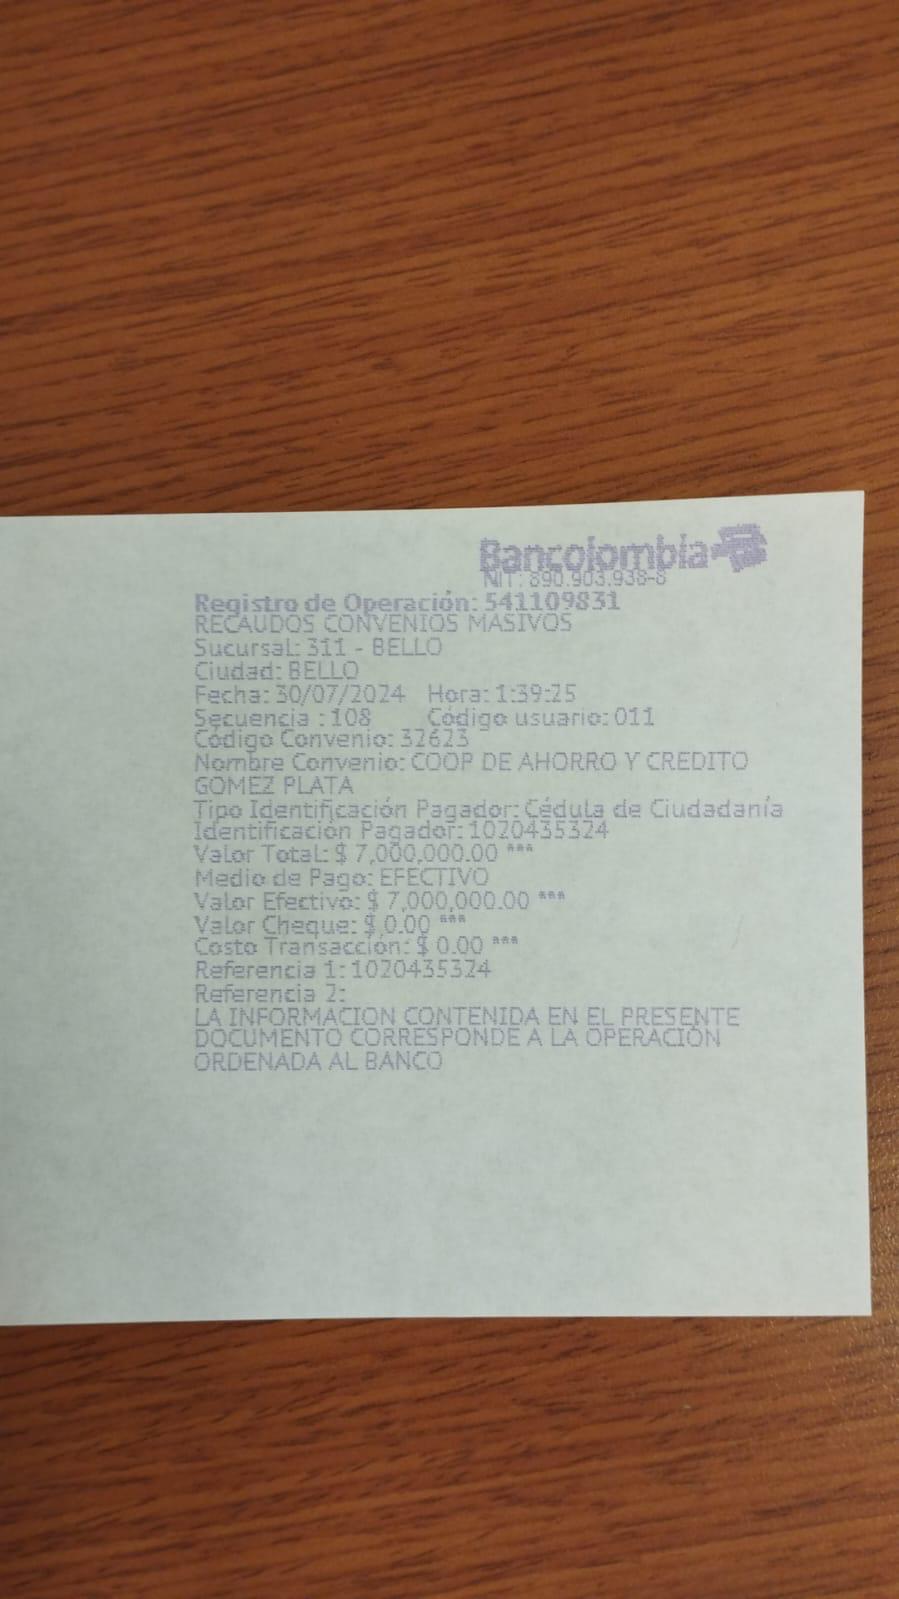 Bancolombia
NIT: 890.903.938-8
Registro de Operación: 541109831
RECAUDOS CONVENIOS MASIVOS
Sucursal: 311 - BELLO
Ciudad: BELLO
Fecha: 30/07/2024 Hora: 1:39:25
Secuencia : 108 Código usuario: 011
Código Convenio: 32623
Nombre Convenio: COOP DE AHORRO Y CREDITO
GOMEZ PLATA
Tipo Identificación Pagador: Cédula de Ciudadanía
Identificación Pagador: 1020435324
Valor Total: $ 7,000,000.00 ***
Medio de Pago: EFECTIVO
Valor Efectivo: $ 7,000,000.00 ***
Valor Cheque: $ 0.00 ***
Costo Transacción: $ 0.00 ***
Referencia 1: 1020435324
Referencia 2:
LA INFORMACION CONTENIDA EN EL PRESENTE
DOCUMENTO CORRESPONDE A LA OPERACIÓN
ORDENADA AL BANCO